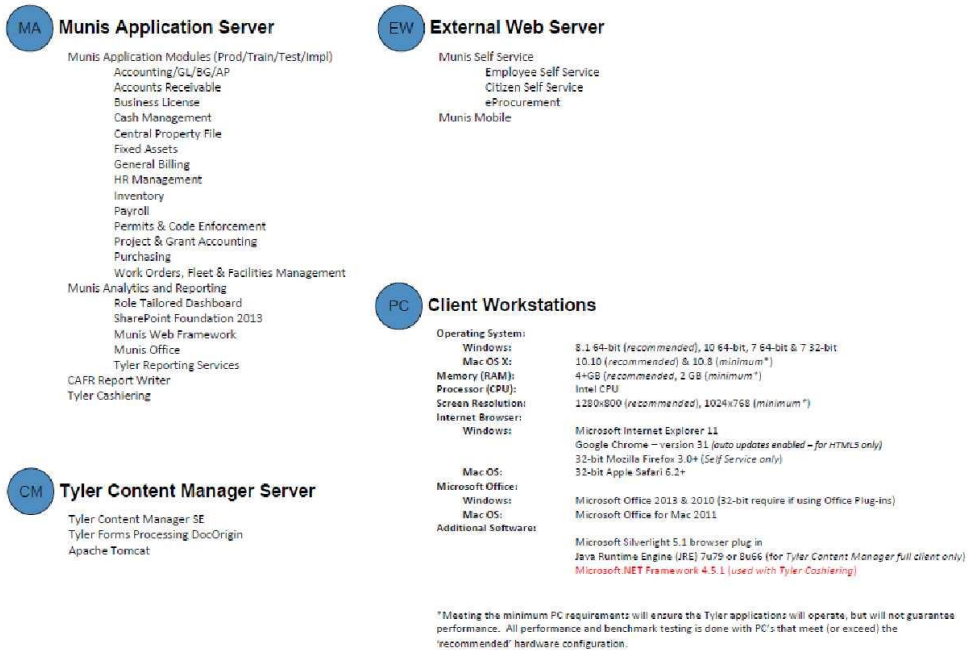 MA Munis Application Server
Munis Application Modules (Prod/Train/Test/Impl)
Accounting/GL/BG/AP
Accounts Receivable
Business License
Cash Management
Central Property File
Fixed Assets
General Billing
HR Management
Inventory
Payroll
Permits & Code Enforcement
Project & Grant Accounting
Purchasing
Work Orders, Fleet & Facilities Management
Munis Analytics and Reporting
Role Tailored Dashboard
SharePoint Foundation 2013
Munis Web Framework
Munis Office
Tyler Reporting Services
CAFR Report Writer
Tyler Cashiering
CM Tyler Content Manager Server
Tyler Content Manager SE
Tyler Forms Processing DocOrigin
Apache Tomcat
EW External Web Server
Munis Self Service
Employee Self Service
Citizen Self Service
eProcurement
Munis Mobile
PC Client Workstations
Operating System:
Windows: 8.1 64-bit (recommended), 10 64-bit, 7 64-bit & 7 32-bit
Mac OS X: 10.10 (recommended) & 10.8 (minimum*)
Memory (RAM): 4+GB (recommended, 2 GB (minimum*)
Processor (CPU): Intel CPU
Screen Resolution: 1280x800 (recommended), 1024x768 (minimum*)
Internet Browser:
Windows: Microsoft Internet Explorer 11
Google Chrome – version 31 (auto updates enabled – for HTML5 only)
32-bit Mozilla Firefox 3.0+ (Self Service only)
Mac OS: 32-bit Apple Safari 6.2+
Microsoft Office:
Windows: Microsoft Office 2013 & 2010 (32-bit require if using Office Plug-ins)
Mac OS: Microsoft Office for Mac 2011
Additional Software:
Microsoft Silverlight 5.1 browser plug in
Java Runtime Engine (JRE) 7u79 or 8u66 (for Tyler Content Manager full client only)
Microsoft.NET Framework 4.5.1 (used with Tyler Cashiering)
*Meeting the minimum PC requirements will ensure the Tyler applications will operate, but will not guarantee
performance. All performance and benchmark testing is done with PC's that meet (or exceed) the
'recommended' hardware configuration.